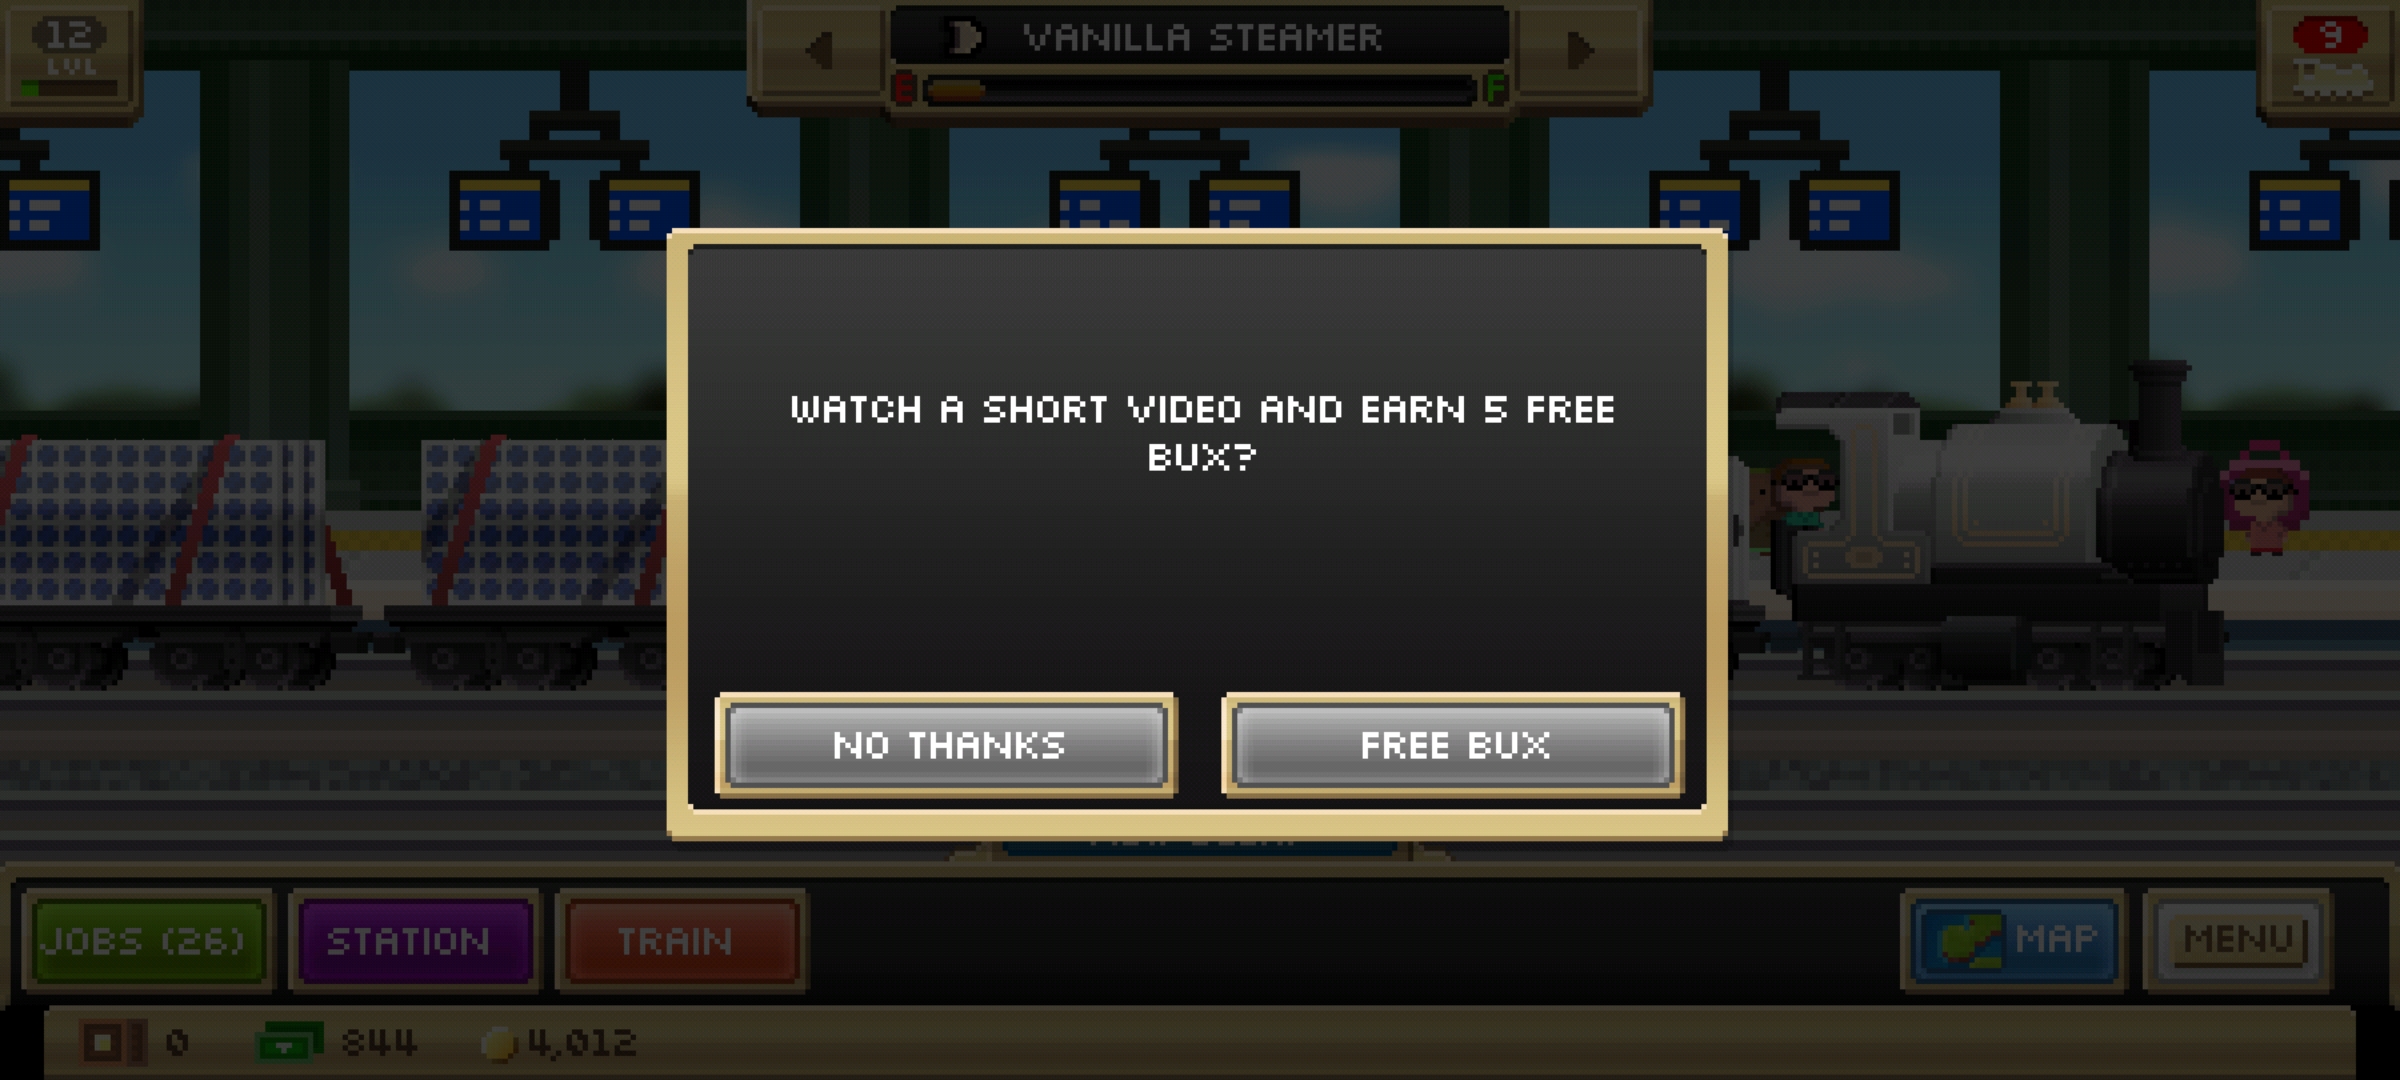 12
LVL
VANILLA STEAMER
E F
9
WATCH A SHORT VIDEO AND EARN 5 FREE
BUX?
NO THANKS
FREE BUX
JOBS (26)
STATION
TRAIN
MAP
MENU
0
844
4,012